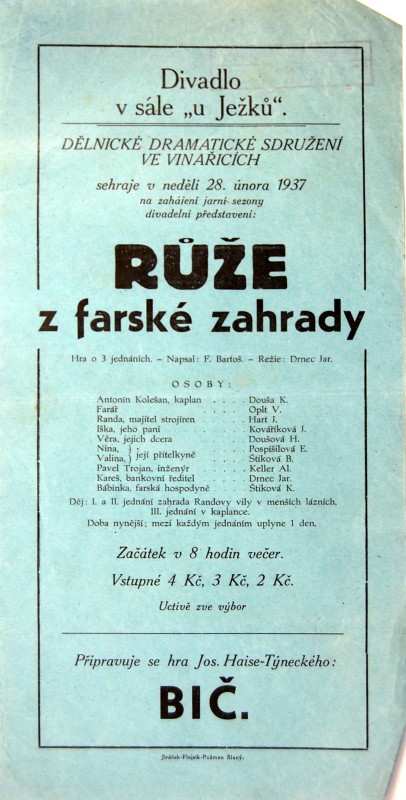 Divadlo
v sále „u Ježků“.
DĚLNICKÉ DRAMATICKÉ SDRUŽENÍ
VE VINAŘICÍCH
sehraje v neděli 28. února 1937
na zahájení jarní sezony
divadelní představení:
RŮŽE
z farské zahrady
Hra o 3 jednáních. – Napsal: F. Bartoš. – Režie: Drnec Jar.
OSOBY:
Antonín Kolešan, kaplan . . . . Douša K.
Farář . . . . Oplt V.
Randa, majitel strojíren . . . . Hart J.
Iška, jeho paní . . . . Kovaříková J.
Věra, jejich dcera . . . . Doušová H.
Nina, } její přítelkyně . . . . Pospíšilová E.
Valina, } . . . . Štiková B.
Pavel Trojan, inženýr . . . . Keller Al.
Kareš, bankovní ředitel . . . . Drnec Jar.
Bábinka, farská hospodyně . . . . Štiková K.
Děj: I. a II. jednání zahrada Randovy vily v menších lázních,
III. jednání v kaplance.
Doba nynější; mezi každým jednáním uplyne 1 den.
Začátek v 8 hodin večer.
Vstupné 4 Kč, 3 Kč, 2 Kč.
Uctivě zve výbor
Připravuje se hra Jos. Haise-Týneckého:
BIČ.
Jirásek-Flejšk-Pulman Slaný.